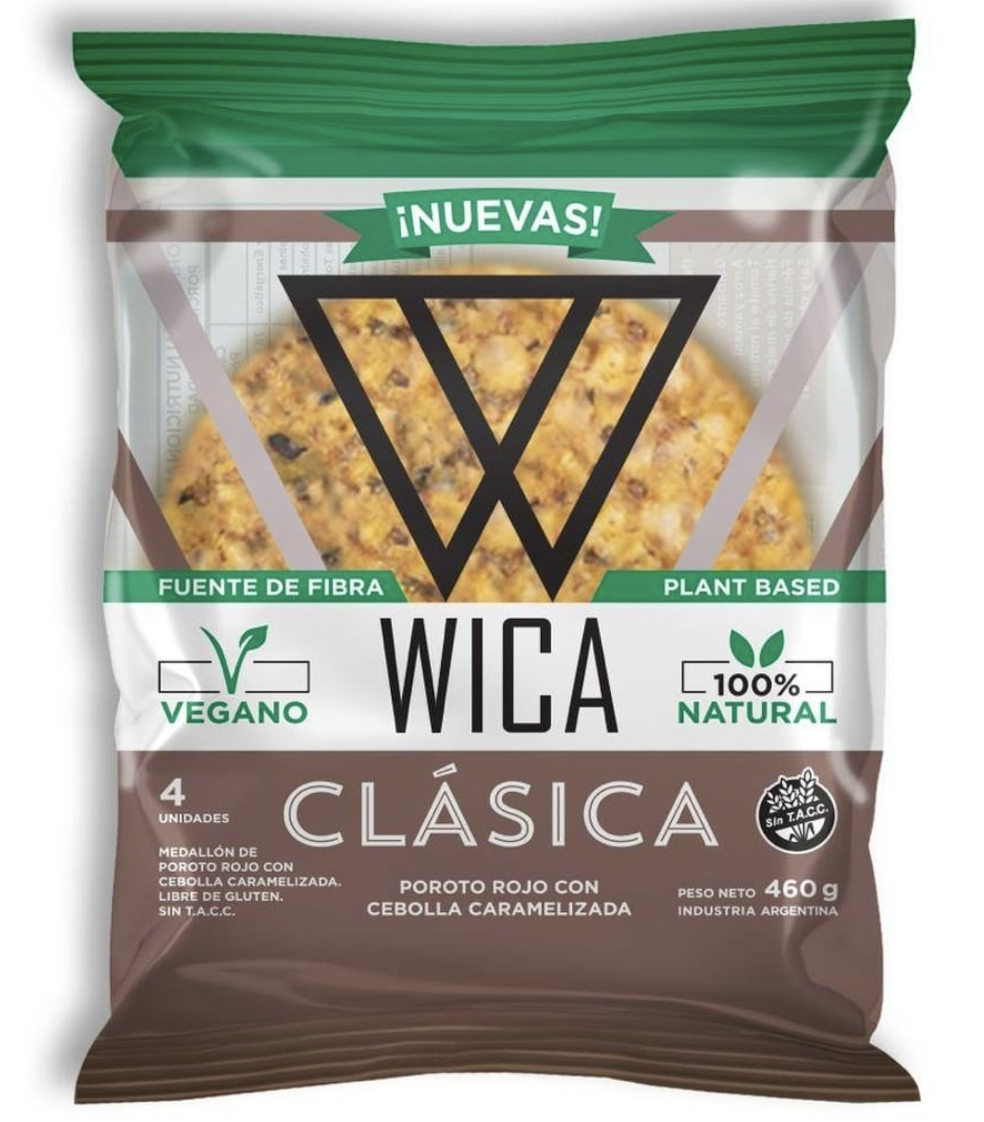 ¡NUEVAS!
FUENTE DE FIBRA
PLANT BASED
VEGANO
WICA
100%
NATURAL
4
UNIDADES
MEDALLÓN DE
POROTO ROJO CON
CEBOLLA CARAMELIZADA.
LIBRE DE GLUTEN.
SIN T.A.C.C.
CLÁSICA
POROTO ROJO CON
CEBOLLA CARAMELIZADA
Sin T.A.C.C.
PESO NETO 460 g
INDUSTRIA ARGENTINA